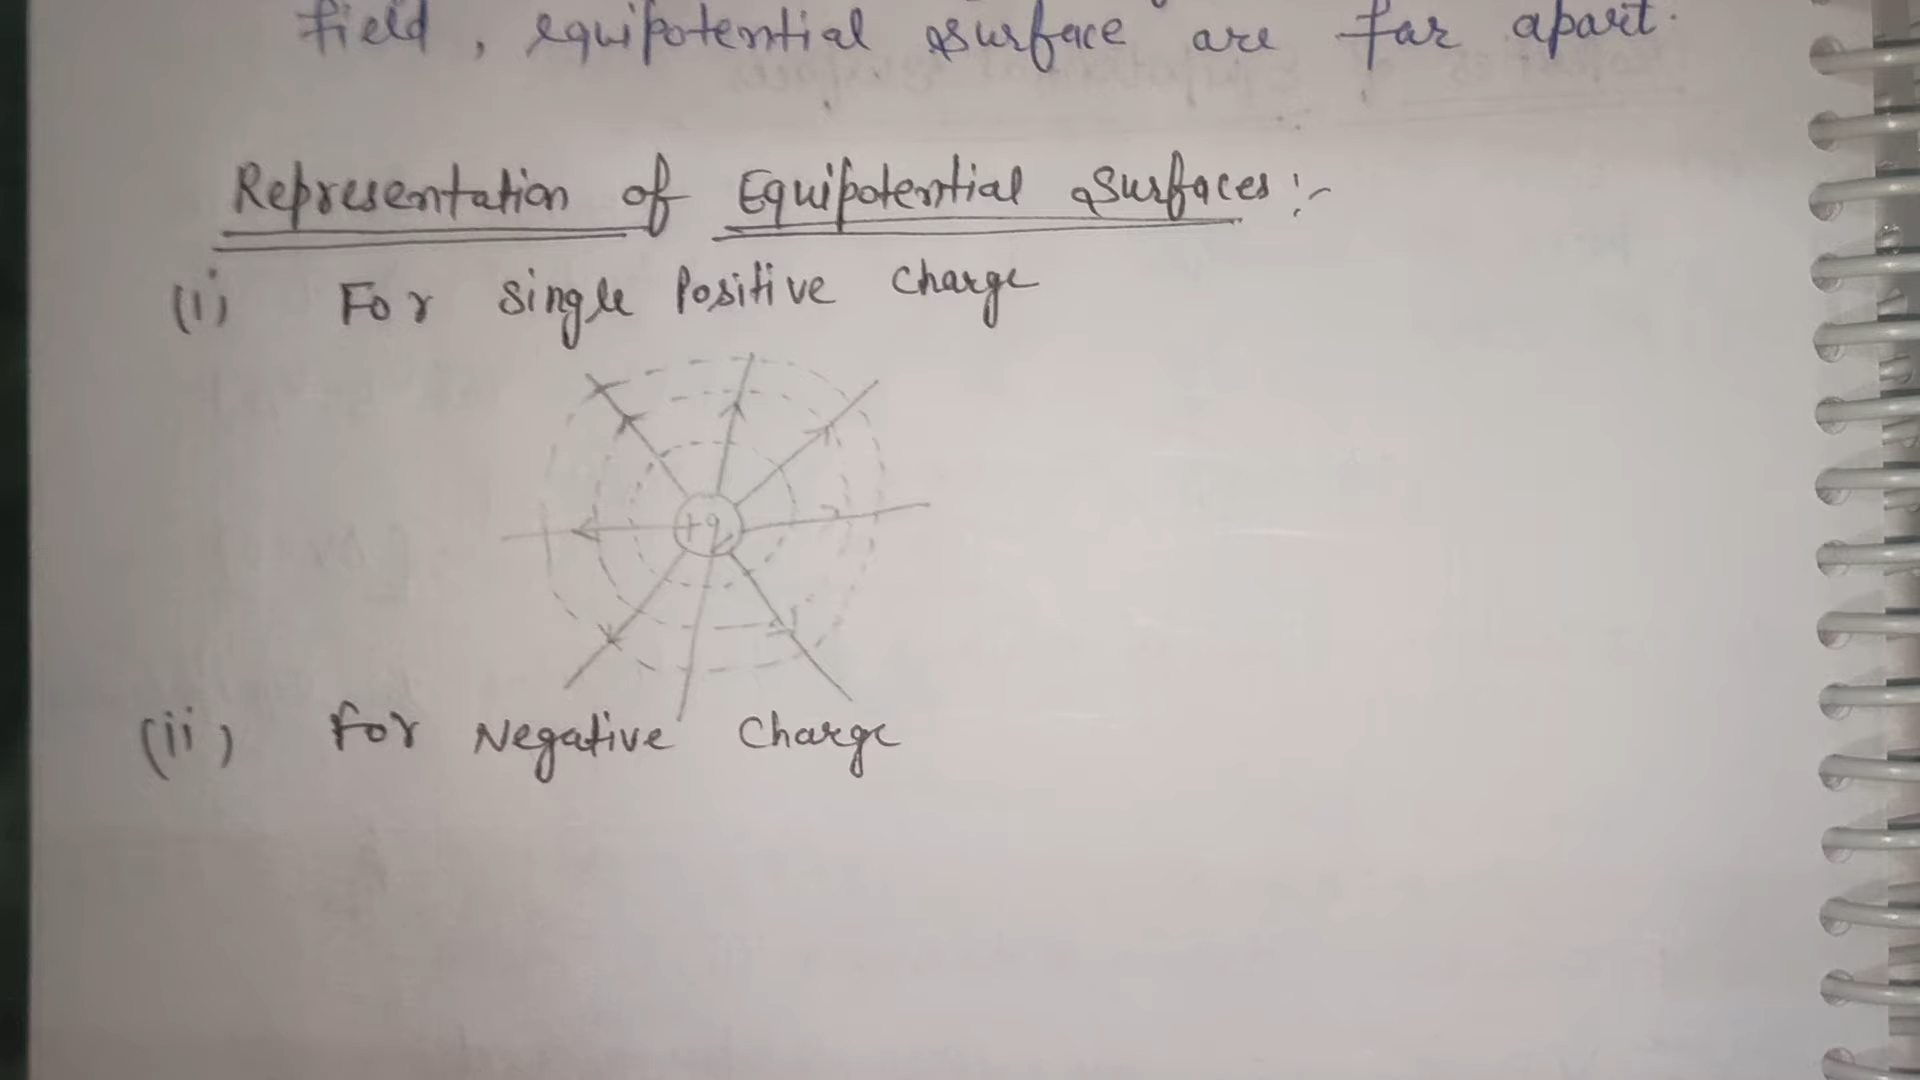 field, equipotential surface are far apart.
Representation of Equipotential Surfaces :-
(i) For single Positive charge
+q
(ii) For Negative Charge